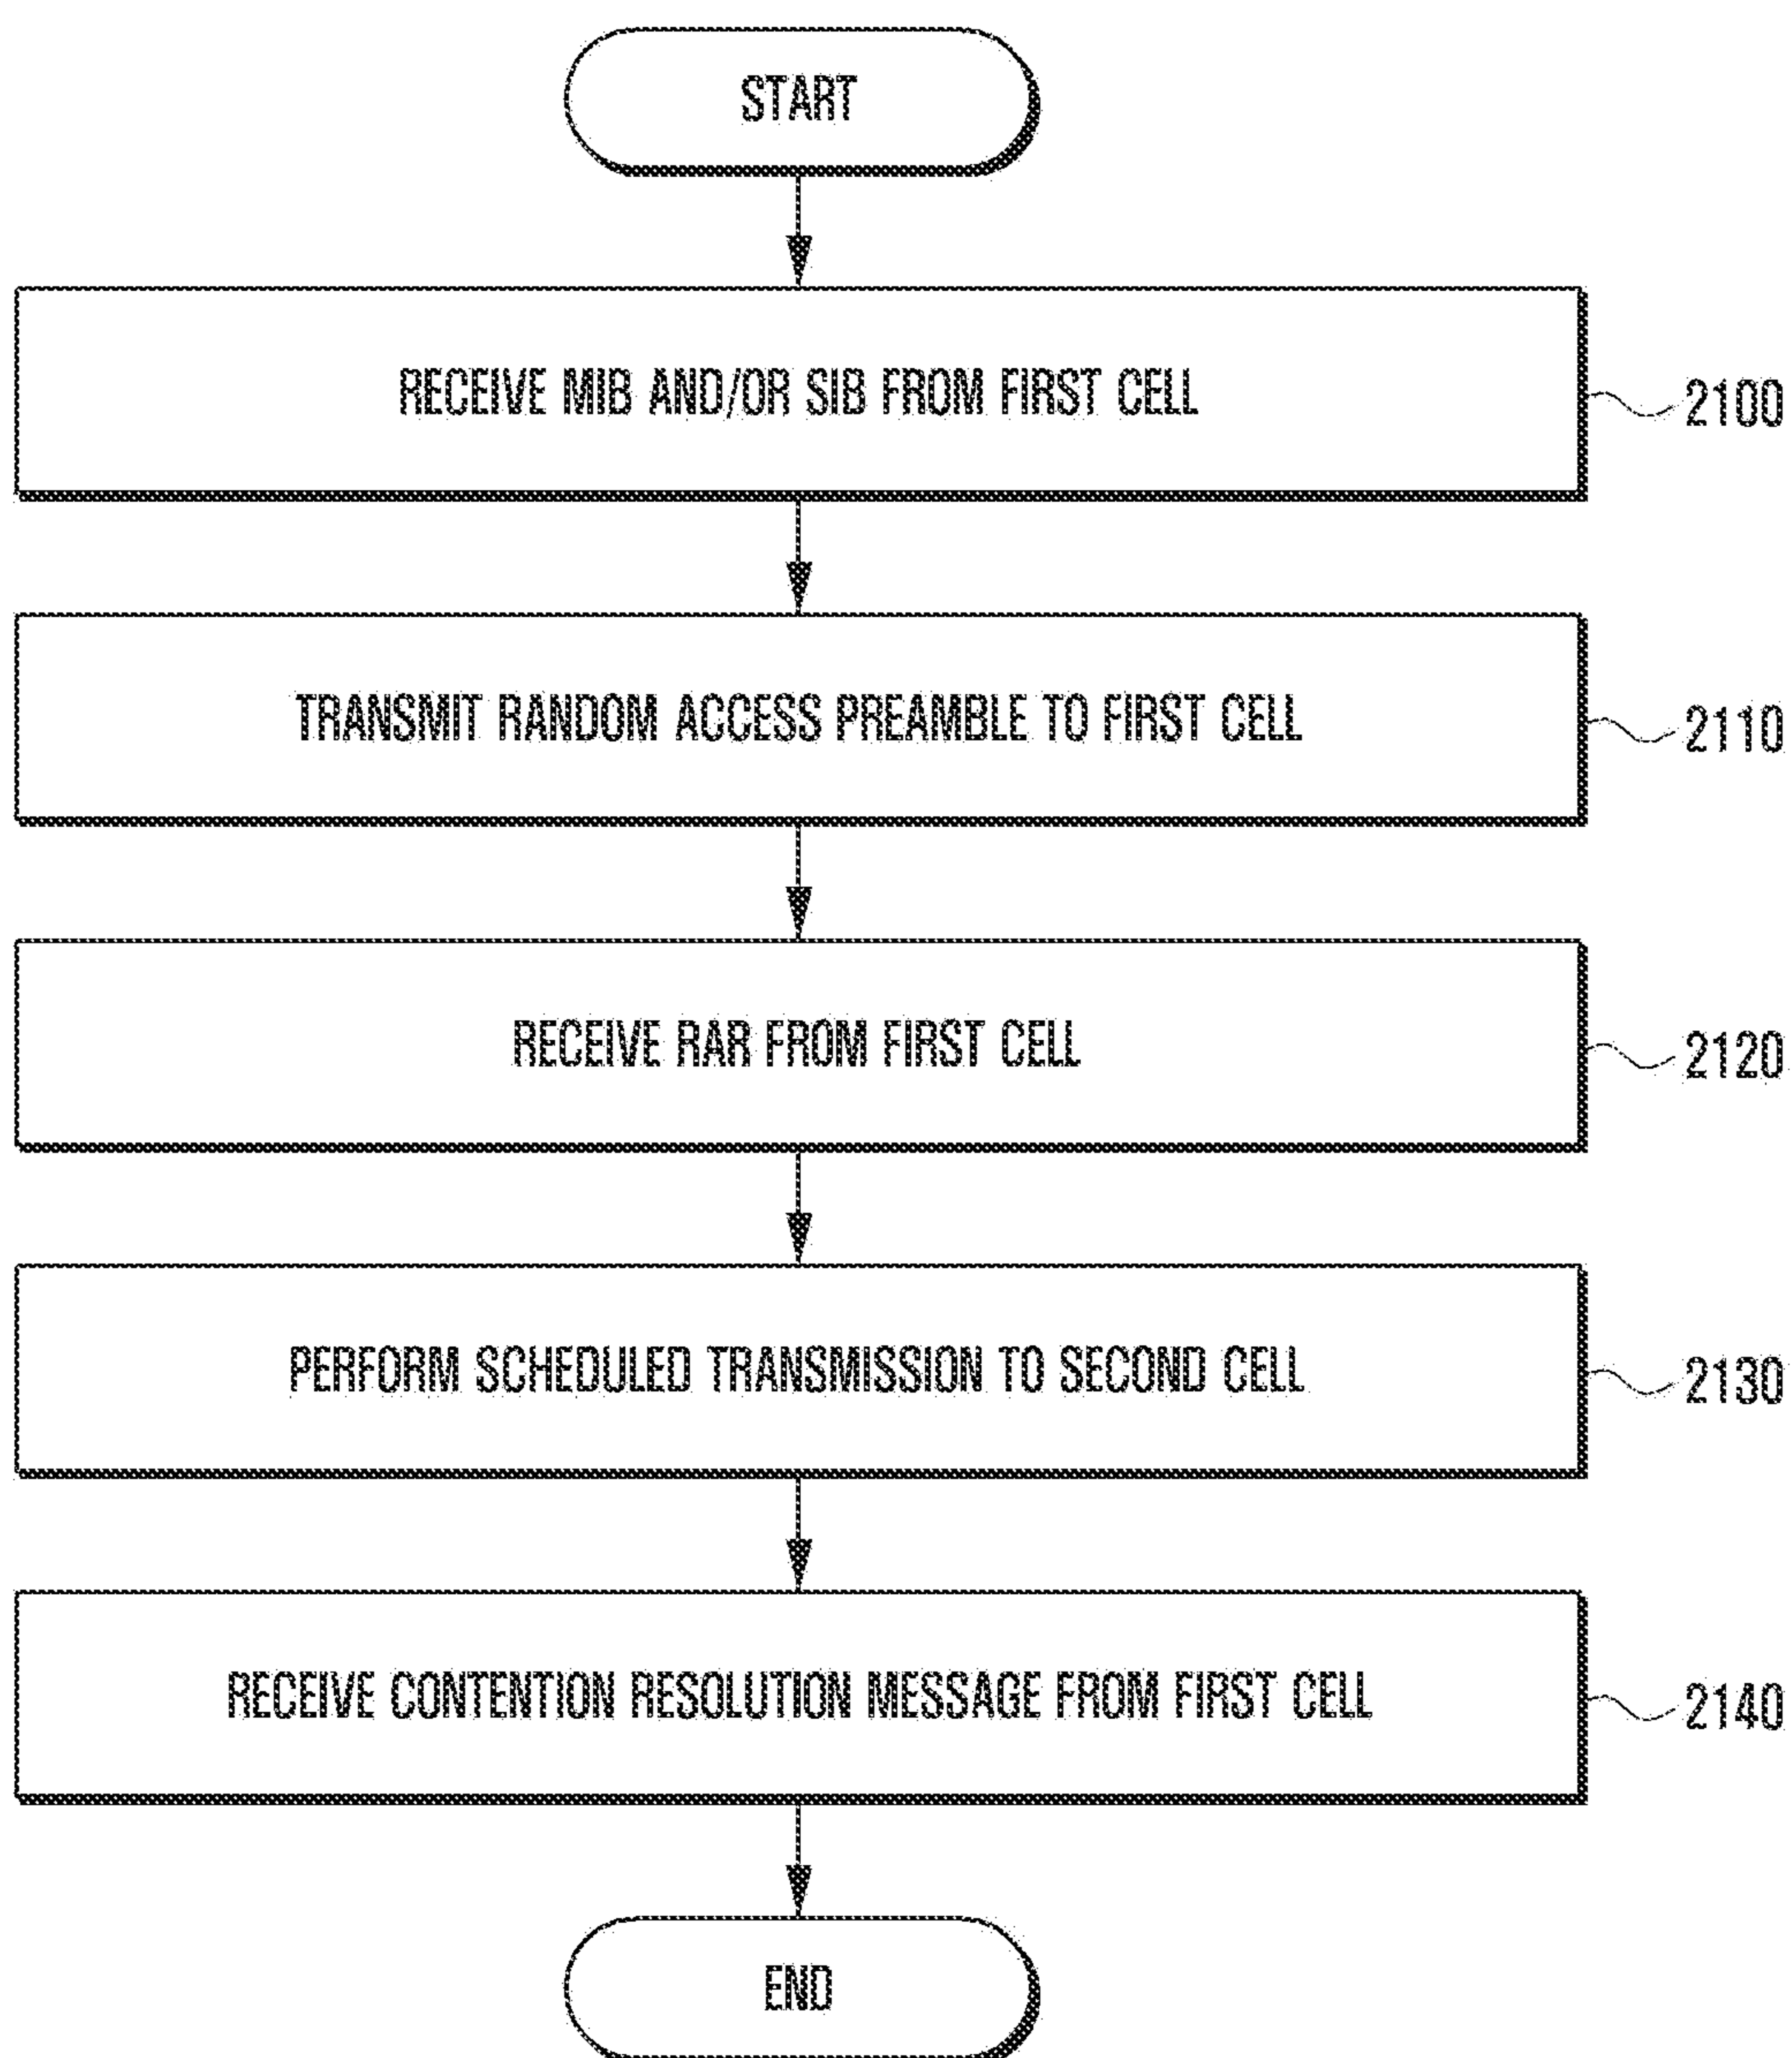 START
RECEIVE MIB AND/OR SIB FROM FIRST CELL
2100
TRANSMIT RANDOM ACCESS PREAMBLE TO FIRST CELL
2110
RECEIVE RAR FROM FIRST CELL
2120
PERFORM SCHEDULED TRANSMISSION TO SECOND CELL
2130
RECEIVE CONTENTION RESOLUTION MESSAGE FROM FIRST CELL
2140
END